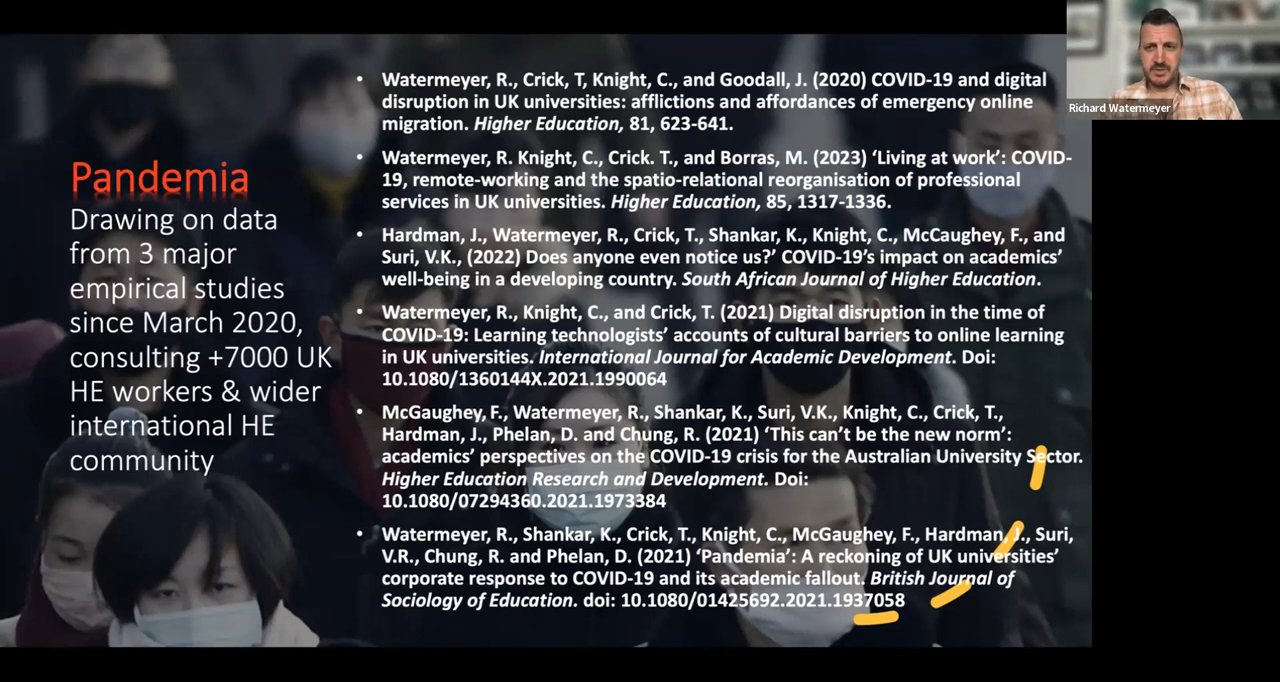 Pandemia
Drawing on data
from 3 major
empirical studies
since March 2020,
consulting +7000 UK
HE workers & wider
international HE
community
• Watermeyer, R., Crick, T, Knight, C., and Goodall, J. (2020) COVID-19 and digital
disruption in UK universities: afflictions and affordances of emergency online
migration. Higher Education, 81, 623-641.
• Watermeyer, R. Knight, C., Crick. T., and Borras, M. (2023) ‘Living at work’: COVID-
19, remote-working and the spatio-relational reorganisation of professional
services in UK universities. Higher Education, 85, 1317-1336.
• Hardman, J., Watermeyer, R., Crick, T., Shankar, K., Knight, C., McCaughey, F., and
Suri, V.K., (2022) Does anyone even notice us?’ COVID-19’s impact on academics’
well-being in a developing country. South African Journal of Higher Education.
• Watermeyer, R., Knight, C., and Crick, T. (2021) Digital disruption in the time of
COVID-19: Learning technologists’ accounts of cultural barriers to online learning
in UK universities. International Journal for Academic Development. Doi:
10.1080/1360144X.2021.1990064
• McGaughey, F., Watermeyer, R., Shankar, K., Suri, V.K., Knight, C., Crick, T.,
Hardman, J., Phelan, D. and Chung, R. (2021) ‘This can’t be the new norm’:
academics’ perspectives on the COVID-19 crisis for the Australian University Sector.
Higher Education Research and Development. Doi:
10.1080/07294360.2021.1973384
• Watermeyer, R., Shankar, K., Crick, T., Knight, C., McGaughey, F., Hardman, J., Suri,
V.R., Chung, R. and Phelan, D. (2021) ‘Pandemia’: A reckoning of UK universities’
corporate response to COVID-19 and its academic fallout. British Journal of
Sociology of Education. doi: 10.1080/01425692.2021.1937058
Richard Watermeyer